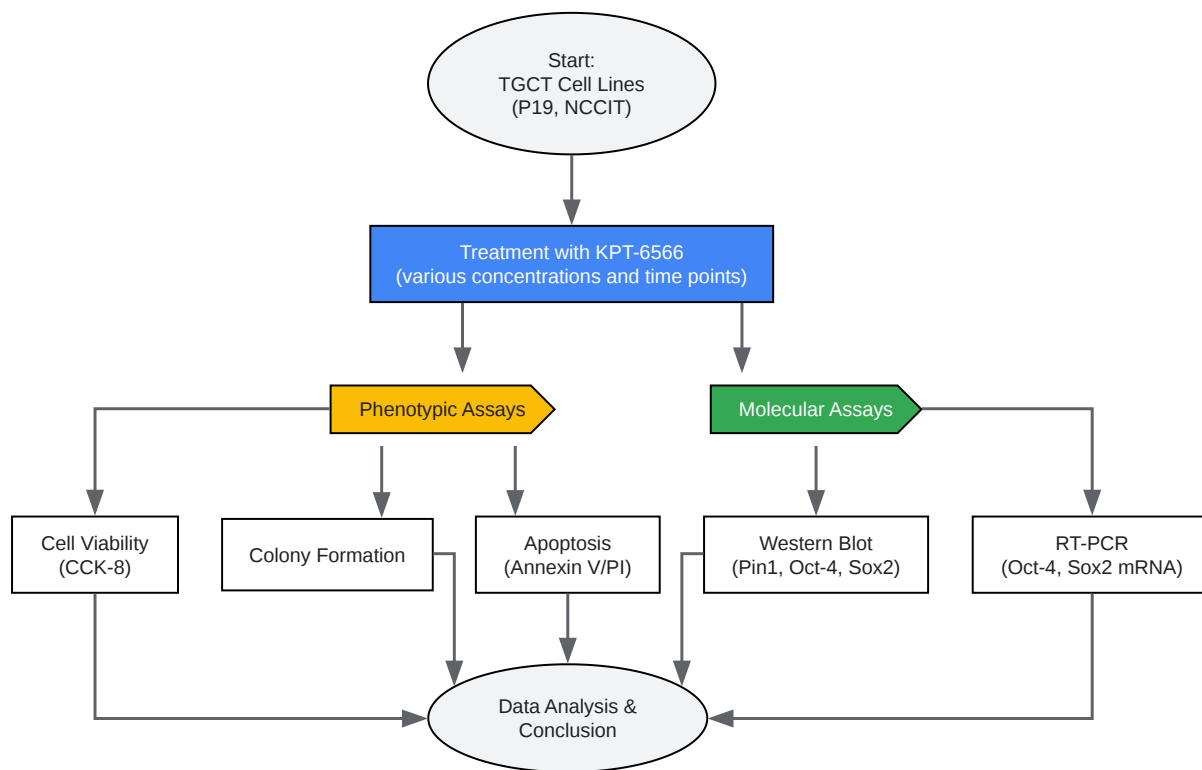 Start:
TGCT Cell Lines
(P19, NCCIT)
Treatment with KPT-6566
(various concentrations and time points)
Phenotypic Assays
Molecular Assays
Cell Viability
(CCK-8)
Colony Formation
Apoptosis
(Annexin V/PI)
Western Blot
(Pin1, Oct-4, Sox2)
RT-PCR
(Oct-4, Sox2 mRNA)
Data Analysis &
Conclusion